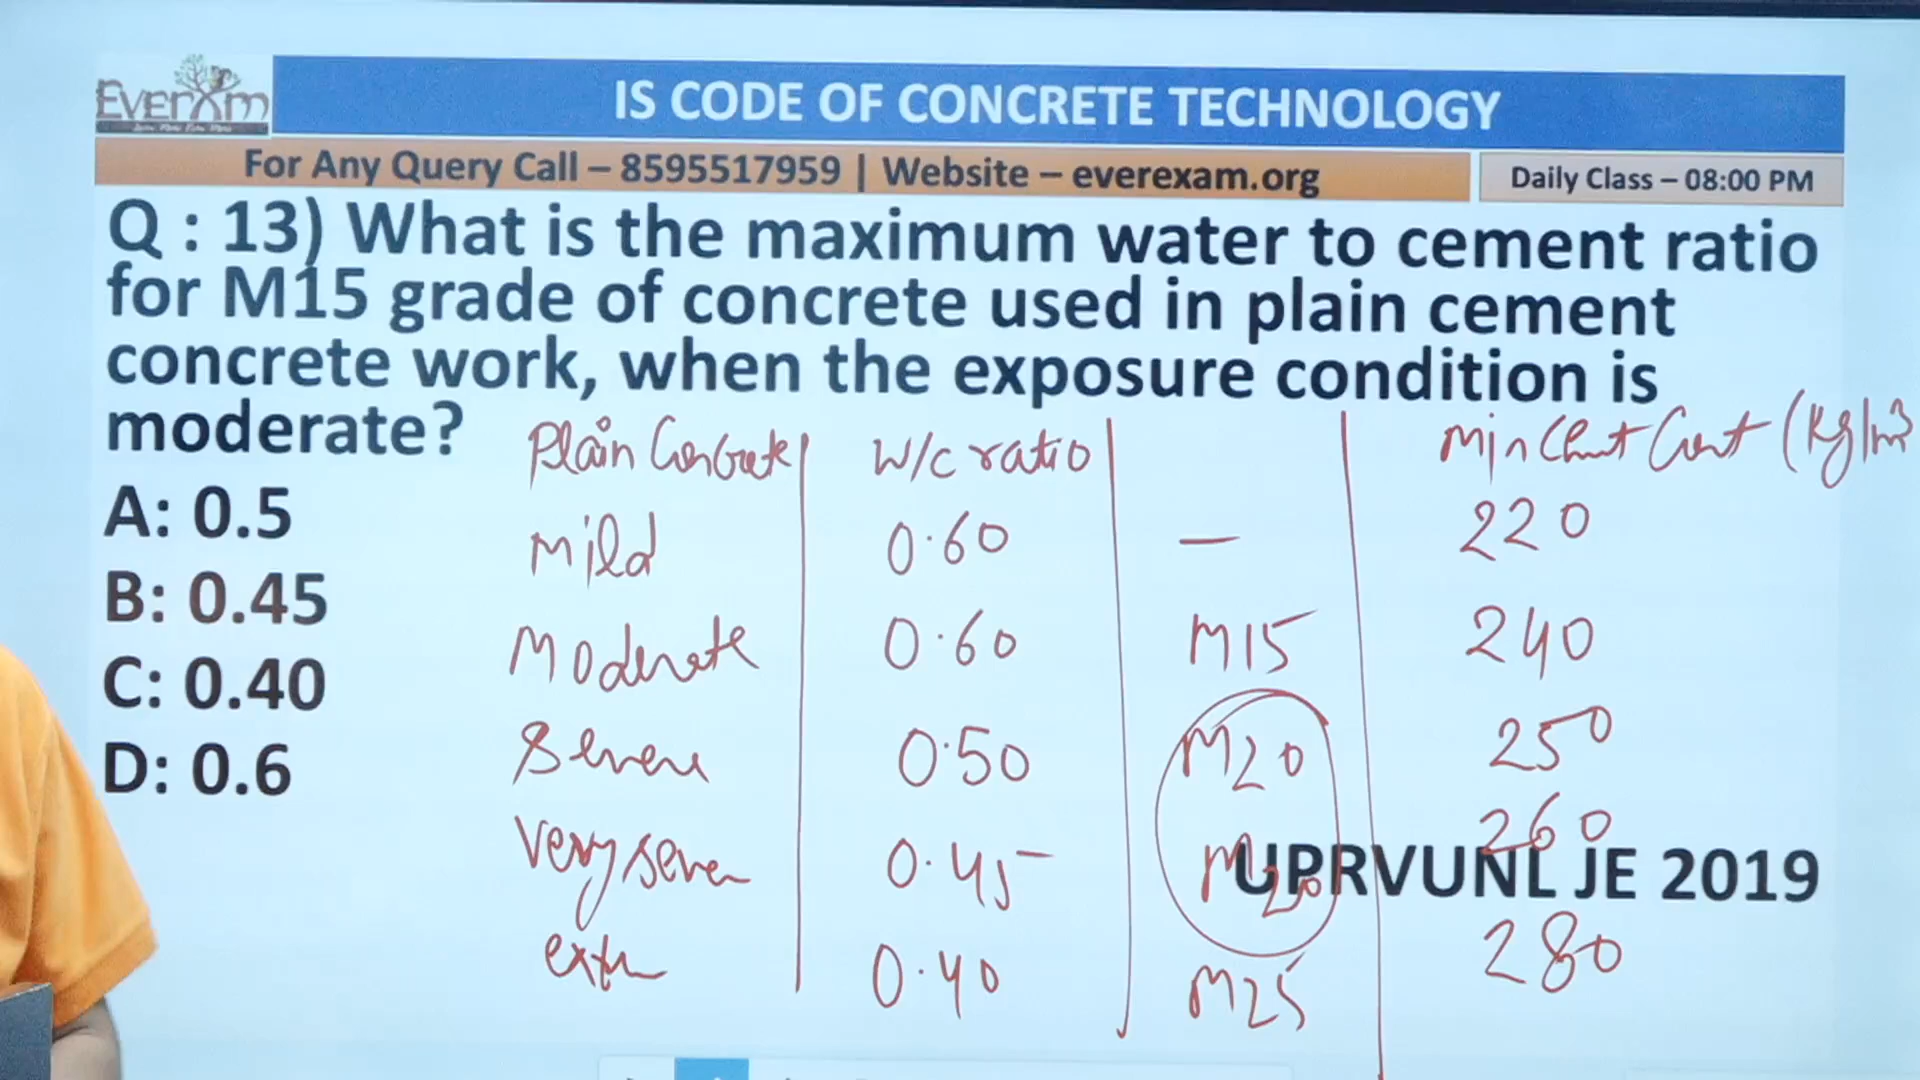 EverExam
IS CODE OF CONCRETE TECHNOLOGY
For Any Query Call – 8595517959 | Website – everexam.org
Daily Class – 08:00 PM
Q : 13) What is the maximum water to cement ratio
for M15 grade of concrete used in plain cement
concrete work, when the exposure condition is
moderate?
A: 0.5
B: 0.45
C: 0.40
D: 0.6
Plain Concrete W/c ratio Min Cont (Kg/m3
Mild 0.60 — 220
Moderate 0.60 M15 240
Severe 0.50 M20 250
Very sever 0.45 M20 260
UPRVUNL JE 2019
0.40 M25 280